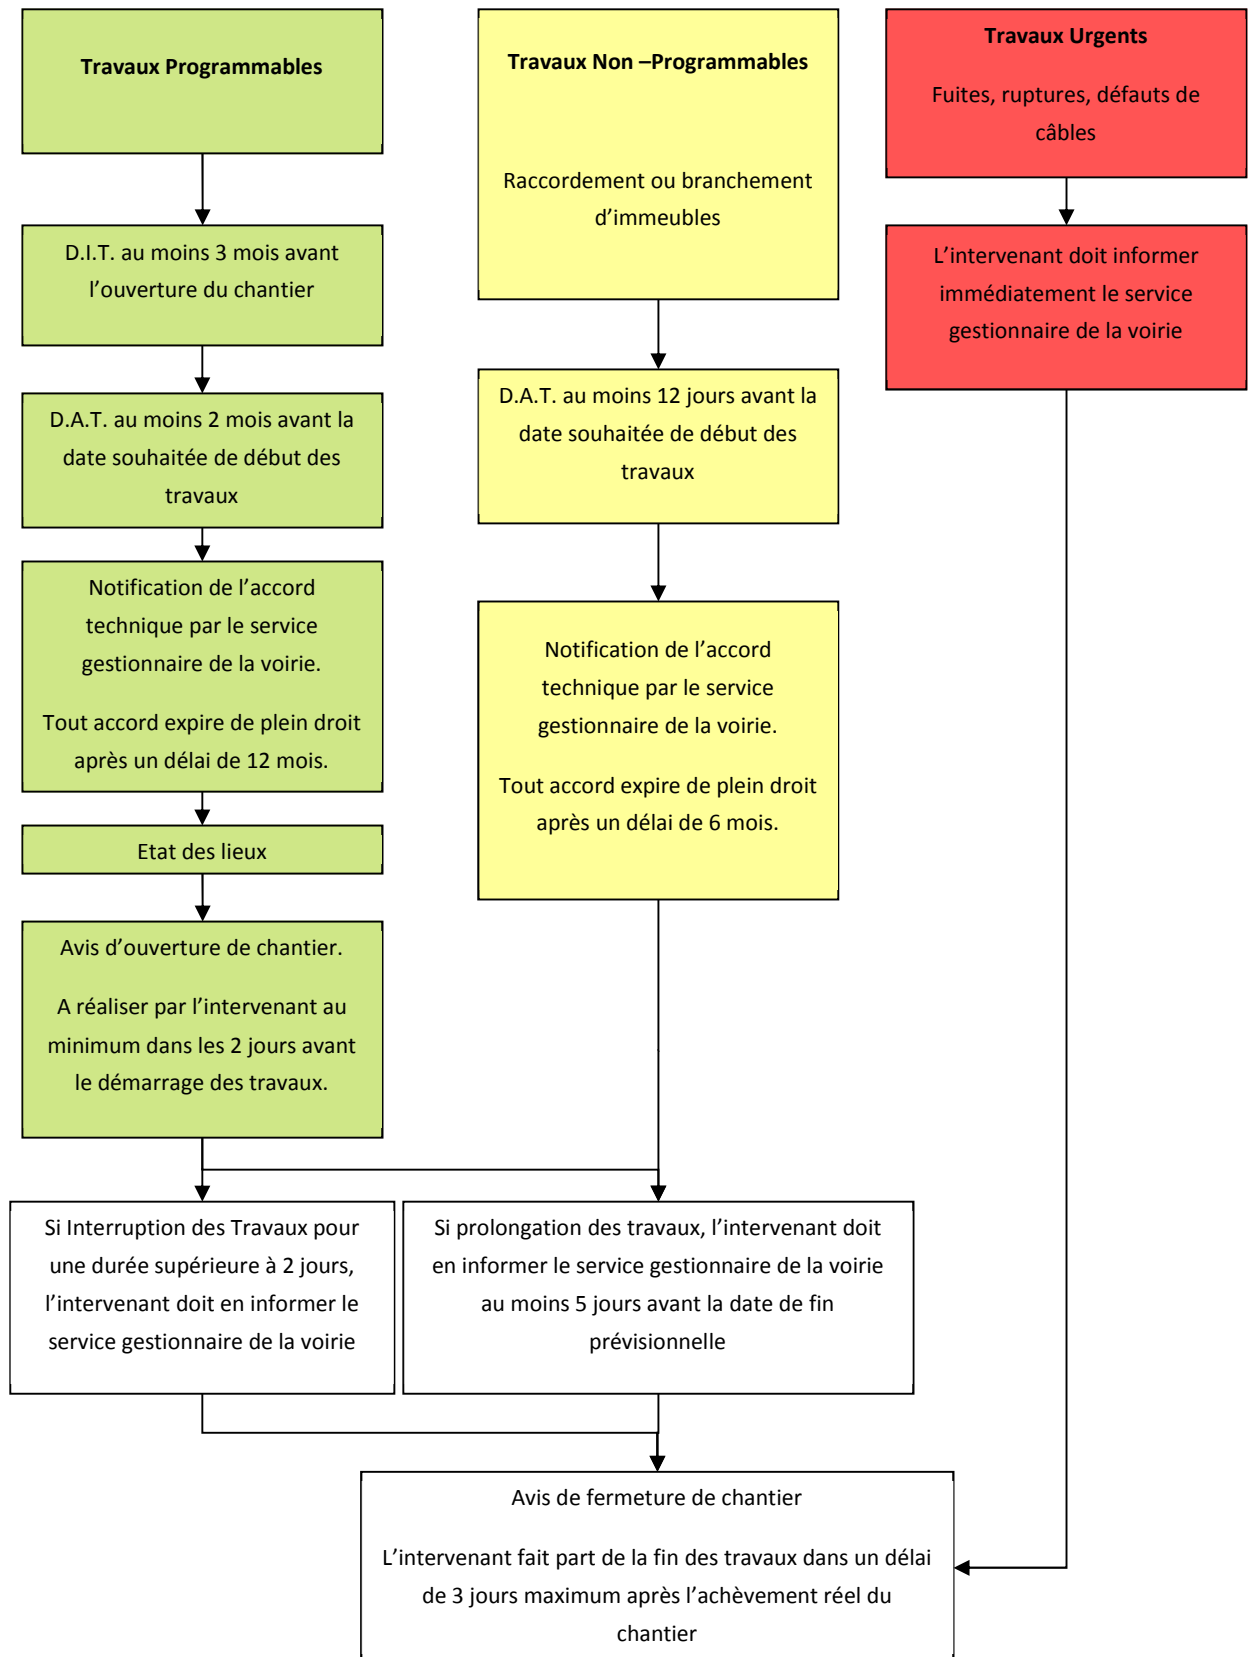 Travaux Programmables
D.I.T. au moins 3 mois avant
l’ouverture du chantier
D.A.T. au moins 2 mois avant la
date souhaitée de début des
travaux
Notification de l’accord
technique par le service
gestionnaire de la voirie.
Tout accord expire de plein droit
après un délai de 12 mois.
Etat des lieux
Avis d’ouverture de chantier.
A réaliser par l’intervenant au
minimum dans les 2 jours avant
le démarrage des travaux.
Travaux Non –Programmables
Raccordement ou branchement
d’immeubles
D.A.T. au moins 12 jours avant la
date souhaitée de début des
travaux
Notification de l’accord
technique par le service
gestionnaire de la voirie.
Tout accord expire de plein droit
après un délai de 6 mois.
Travaux Urgents
Fuites, ruptures, défauts de
câbles
L’intervenant doit informer
immédiatement le service
gestionnaire de la voirie
Si Interruption des Travaux pour
une durée supérieure à 2 jours,
l’intervenant doit en informer le
service gestionnaire de la voirie
Si prolongation des travaux, l’intervenant doit
en informer le service gestionnaire de la voirie
au moins 5 jours avant la date de fin
prévisionnelle
Avis de fermeture de chantier
L’intervenant fait part de la fin des travaux dans un délai
de 3 jours maximum après l’achèvement réel du
chantier